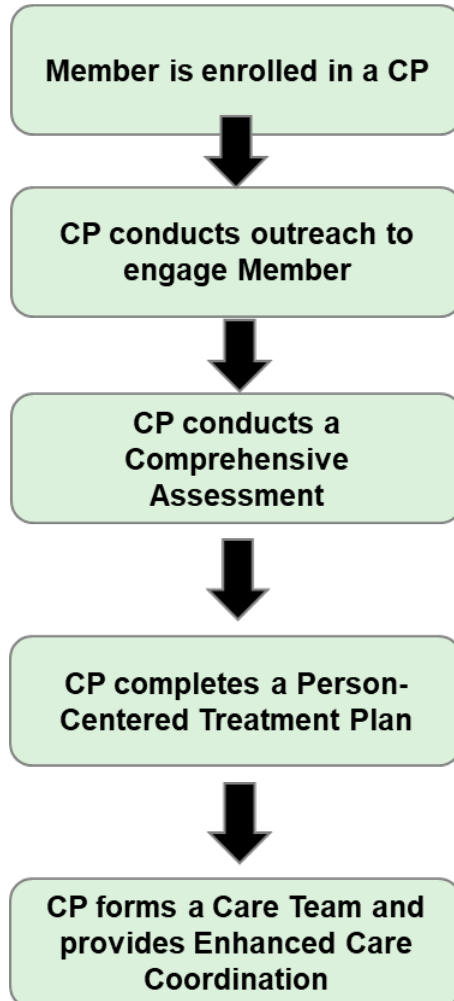 Member is enrolled in a CP
CP conducts outreach to
engage Member
CP conducts a
Comprehensive
Assessment
CP completes a Person-
Centered Treatment Plan
CP forms a Care Team and
provides Enhanced Care
Coordination